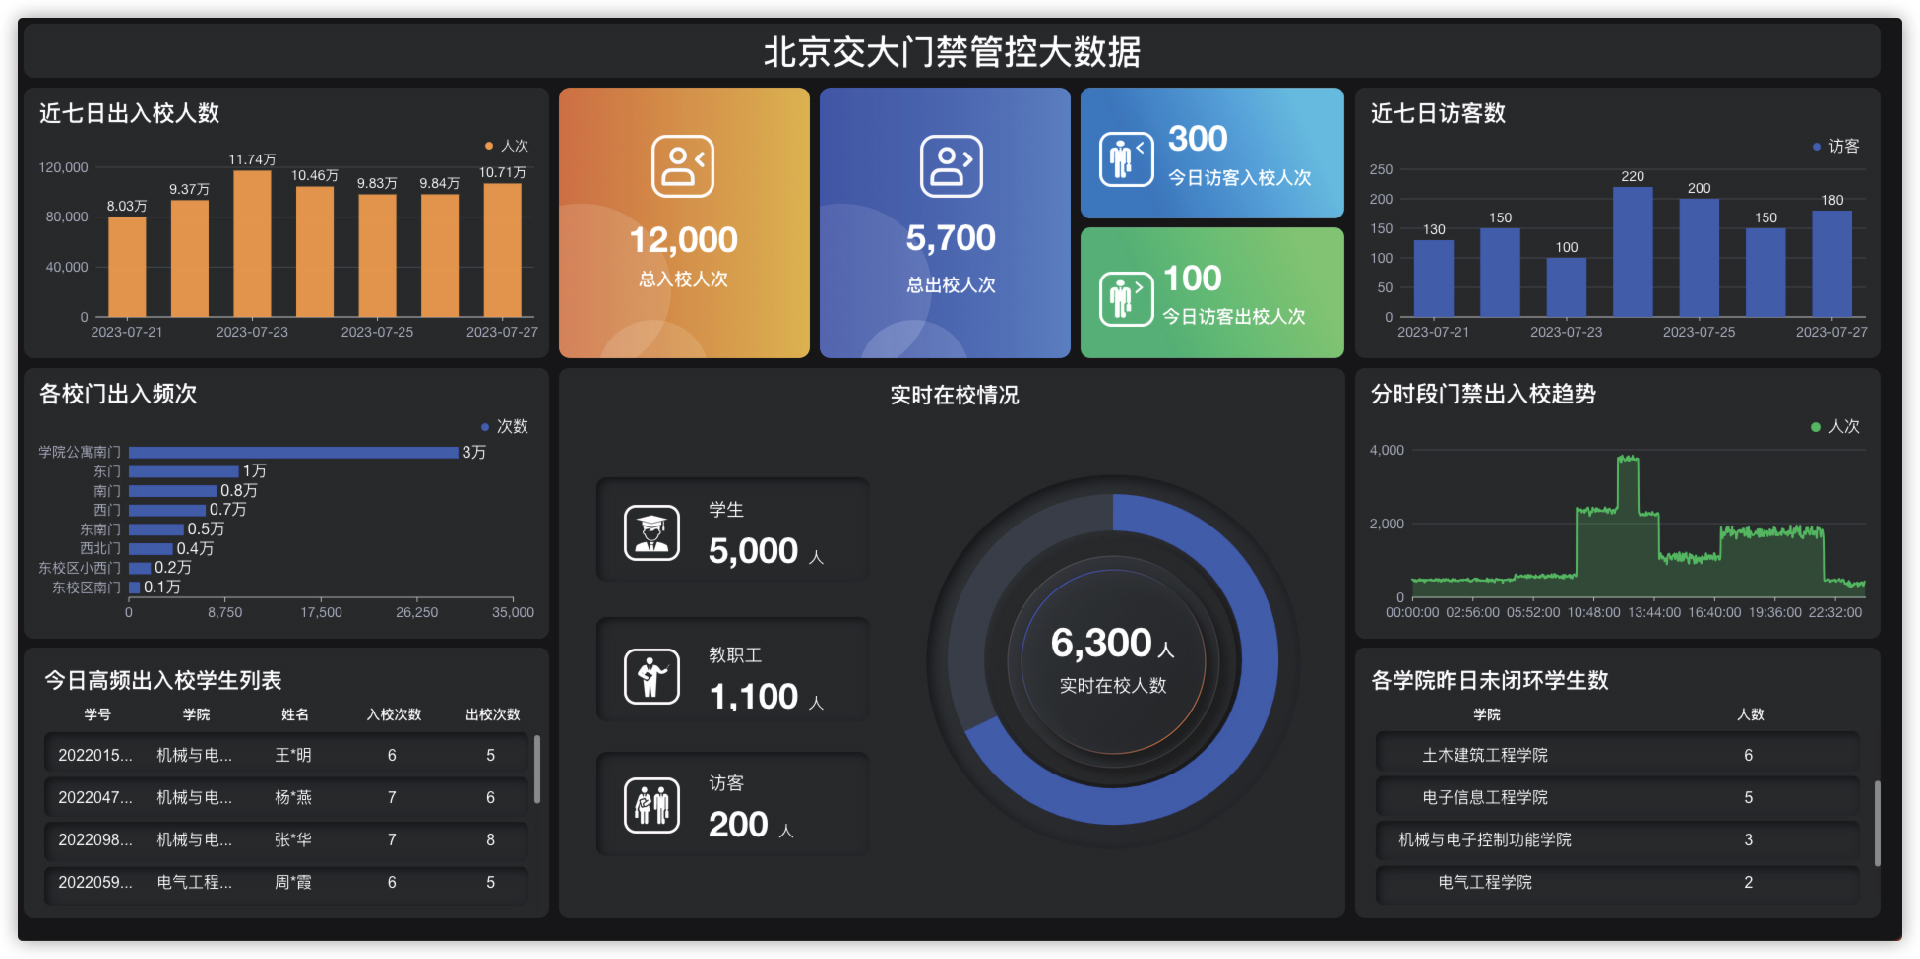 北京交大门禁管控大数据
近七日出入校人数
人次
120,000
80,000
40,000
0
8.03万
9.37万
11.74万
10.46万
9.83万
9.84万
10.71万
2023-07-21
2023-07-23
2023-07-25
2023-07-27
12,000
总入校人次
5,700
总出校人次
300
今日访客入校人次
100
今日访客出校人次
近七日访客数
访客
250
200
150
100
50
0
130
150
100
220
200
150
180
2023-07-21
2023-07-23
2023-07-25
2023-07-27
各校门出入频次
次数
学院公寓南门 3万
东门 1万
南门 0.8万
西门 0.7万
东南门 0.5万
西北门 0.4万
东校区小西门 0.2万
东校区南门 0.1万
0 8,750 17,500 26,250 35,000
实时在校情况
学生
5,000 人
教职工
1,100 人
访客
200 人
6,300 人
实时在校人数
分时段门禁出入校趋势
人次
4,000
2,000
0
00:00:00 02:56:00 05:52:00 10:48:00 13:44:00 16:40:00 19:36:00 22:32:00
今日高频出入校学生列表
学号 学院 姓名 入校次数 出校次数
2022015... 机械与电... 王*明 6 5
2022047... 机械与电... 杨*燕 7 6
2022098... 机械与电... 张*华 7 8
2022059... 电气工程... 周*霞 6 5
各学院昨日未闭环学生数
学院 人数
土木建筑工程学院 6
电子信息工程学院 5
机械与电子控制功能学院 3
电气工程学院 2